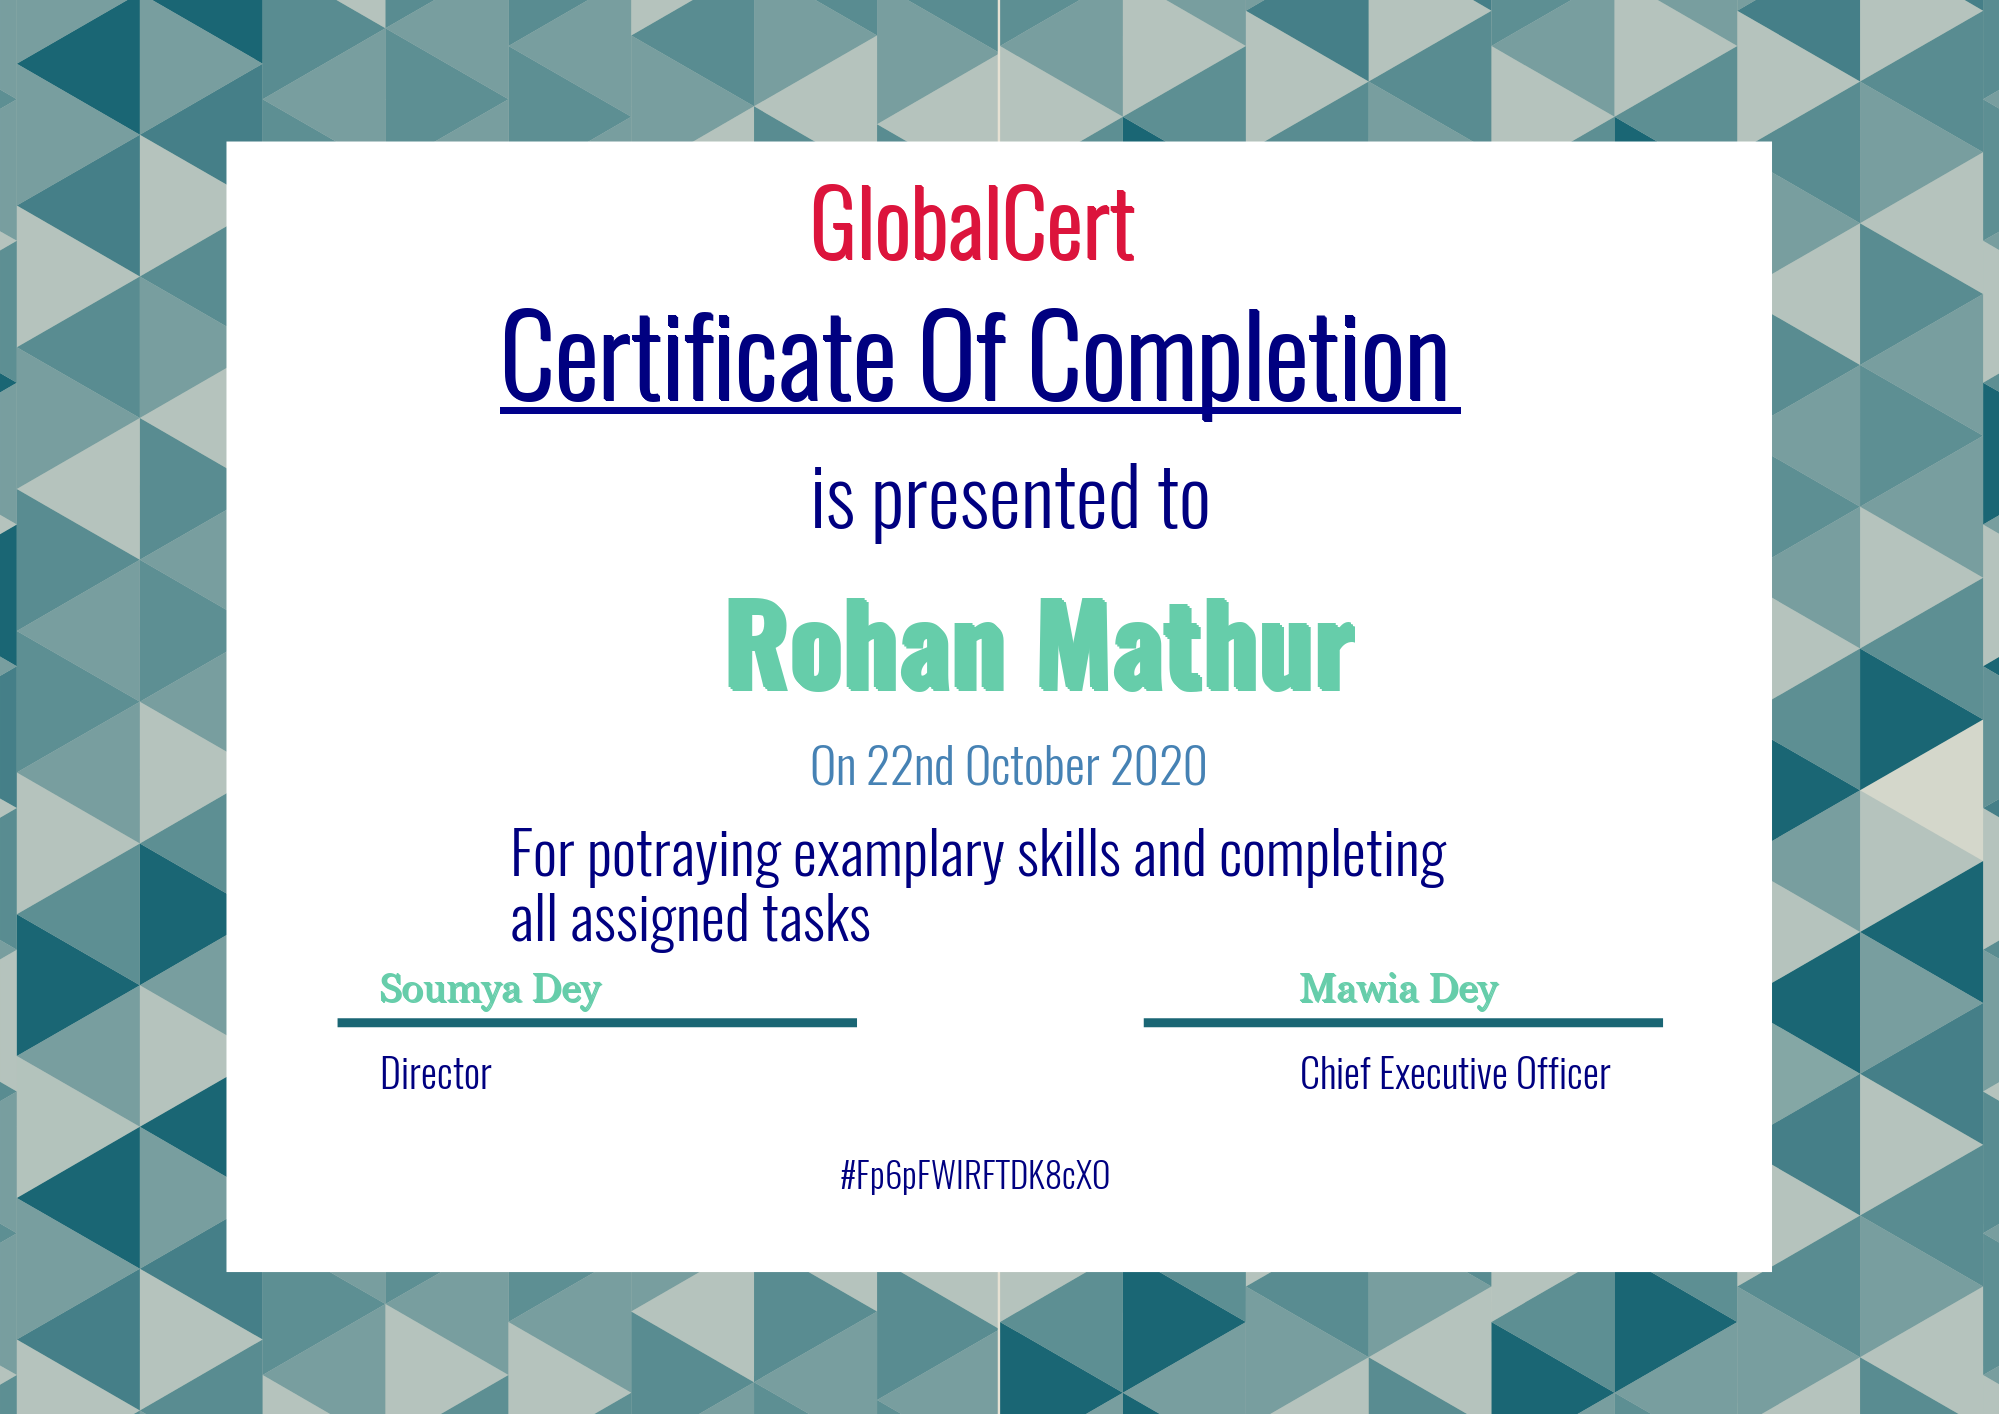 GlobalCert
Certificate Of Completion
is presented to
Rohan Mathur
On 22nd October 2020
For potraying examplary skills and completing
all assigned tasks
Soumya Dey
Mawia Dey
Director
Chief Executive Officer
#Fp6pFWIRFTDK8cXO